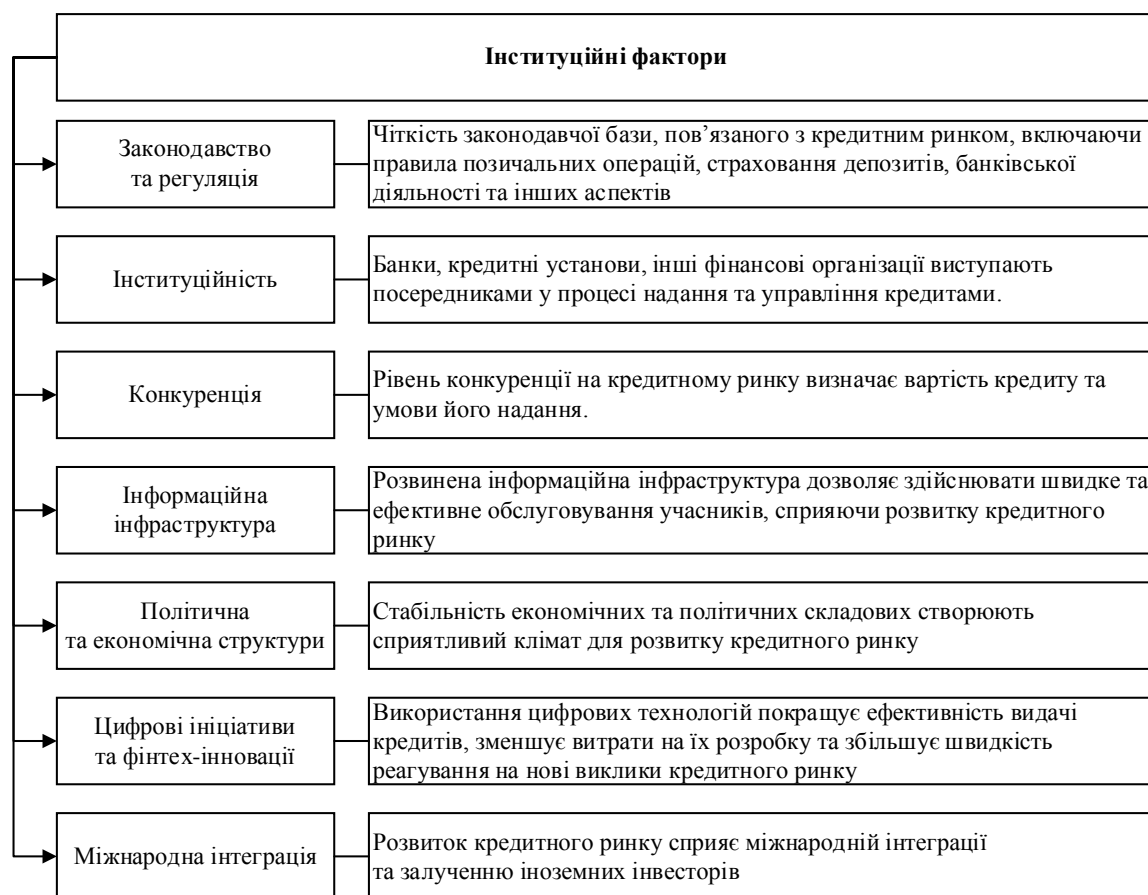 Інституційні фактори
Законодавство
та регуляція
Чіткість законодавчої бази, пов’язаного з кредитним ринком, включаючи
правила позичальних операцій, страхування депозитів, банківської
діяльності та інших аспектів
Інституційність
Банки, кредитні установи, інші фінансові організації виступають
посередниками у процесі надання та управління кредитами.
Конкуренція
Рівень конкуренції на кредитному ринку визначає вартість кредиту та
умови його надання.
Інформаційна
інфраструктура
Розвинена інформаційна інфраструктура дозволяє здійснювати швидке та
ефективне обслуговування учасників, сприяючи розвитку кредитного
ринку
Політична
та економічна структури
Стабільність економічних та політичних складових створюють
сприятливий клімат для розвитку кредитного ринку
Цифрові ініціативи
та фінтех-інновації
Використання цифрових технологій покращує ефективність видачі
кредитів, зменшує витрати на їх розробку та збільшує швидкість
реагування на нові виклики кредитного ринку
Міжнародна інтеграція
Розвиток кредитного ринку сприяє міжнародній інтеграції
та залученню іноземних інвесторів